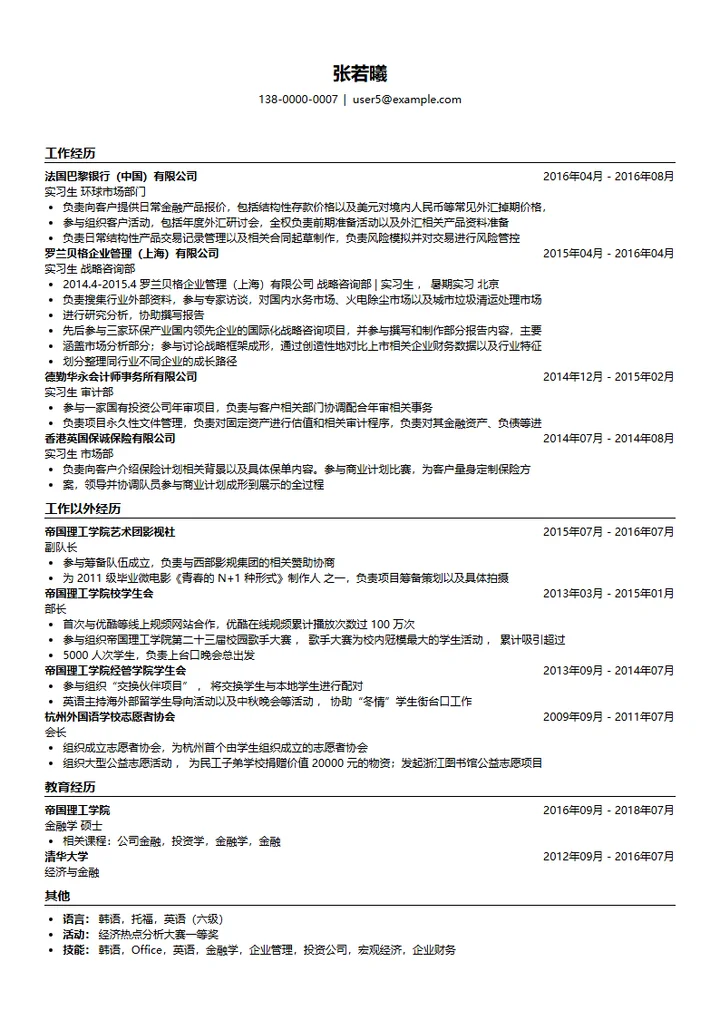 张若曦
138-0000-0007 | user5@example.com
工作经历
法国巴黎银行（中国）有限公司 2016年04月 - 2016年08月
实习生 环球市场部门
• 负责向客户提供日常金融产品报价，包括结构性存款价格以及美元对境内人民币等常见外汇掉期价格，
• 参与组织客户活动，包括年度外汇研讨会，全权负责前期准备活动以及外汇相关产品资料准备
• 负责日常结构性产品交易记录管理以及相关合同起草制作，负责风险模拟并对交易进行风险管控
罗兰贝格企业管理（上海）有限公司 2015年04月 - 2016年04月
实习生 战略咨询部
• 2014.4-2015.4 罗兰贝格企业管理（上海）有限公司 战略咨询部 | 实习生 ， 暑期实习 北京
• 负责搜集行业外部资料，参与专家访谈，对国内水务市场、火电除尘市场以及城市垃圾清运处理市场
• 进行研究分析，协助撰写报告
• 先后参与三家环保产业国内领先企业的国际化战略咨询项目，并参与撰写和制作部分报告内容，主要
• 涵盖市场分析部分；参与讨论战略框架成形，通过创造性地对比上市相关企业财务数据以及行业特征
• 划分整理同行业不同企业的成长路径
德勤华永会计师事务所有限公司 2014年12月 - 2015年02月
实习生 审计部
• 参与一家国有投资公司年审项目，负责与客户相关部门协调配合年审相关事务
• 负责项目永久性文件管理，负责对固定资产进行估值和相关审计程序，负责对其金融资产、负债等进
香港英国保诚保险有限公司 2014年07月 - 2014年08月
实习生 市场部
• 负责向客户介绍保险计划相关背景以及具体保单内容。参与商业计划比赛，为客户量身定制保险方
• 案，领导并协调队员参与商业计划成形到展示的全过程
工作以外经历
帝国理工学院艺术团影视社 2015年07月 - 2016年07月
副队长
• 参与筹备队伍成立，负责与西部影视集团的相关赞助协商
• 为 2011 级毕业微电影《青春的 N+1 种形式》制作人 之一，负责项目筹备策划以及具体拍摄
帝国理工学院校学生会 2013年03月 - 2015年01月
部长
• 首次与优酷等线上视频网站合作，优酷在线视频累计播放次数过 100 万次
• 参与组织帝国理工学院第二十三届校园歌手大赛 ， 歌手大赛为校内规模最大的学生活动 ， 累计吸引超过
• 5000 人次学生，负责上台口晚会总出发
帝国理工学院经管学院学生会 2013年09月 - 2014年07月
• 参与组织“交换伙伴项目” ， 将交换学生与本地学生进行配对
• 英语主持海外部留学生导向活动以及中秋晚会等活动 ， 协助“冬情”学生街台口工作
杭州外国语学校志愿者协会 2009年09月 - 2011年07月
会长
• 组织成立志愿者协会，为杭州首个由学生组织成立的志愿者协会
• 组织大型公益志愿活动 ， 为民工子弟学校捐赠价值 20000 元的物资；发起浙江图书馆公益志愿项目
教育经历
帝国理工学院 2016年09月 - 2018年07月
金融学 硕士
• 相关课程：公司金融，投资学，金融学，金融
清华大学 2012年09月 - 2016年07月
经济与金融
其他
• 语言： 韩语，托福，英语（六级）
• 活动： 经济热点分析大赛一等奖
• 技能： 韩语，Office，英语，金融学，企业管理，投资公司，宏观经济，企业财务